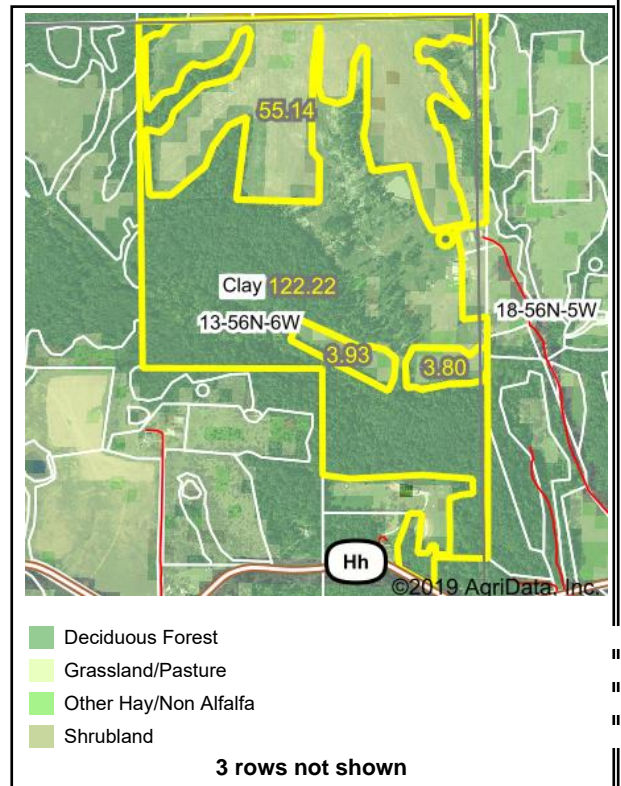 55.14
Clay 122.22
13-56N-6W
18-56N-5W
3.93
3.80
Hh
©2019 AgriData, Inc.
Deciduous Forest
Grassland/Pasture
Other Hay/Non Alfalfa
Shrubland
3 rows not shown